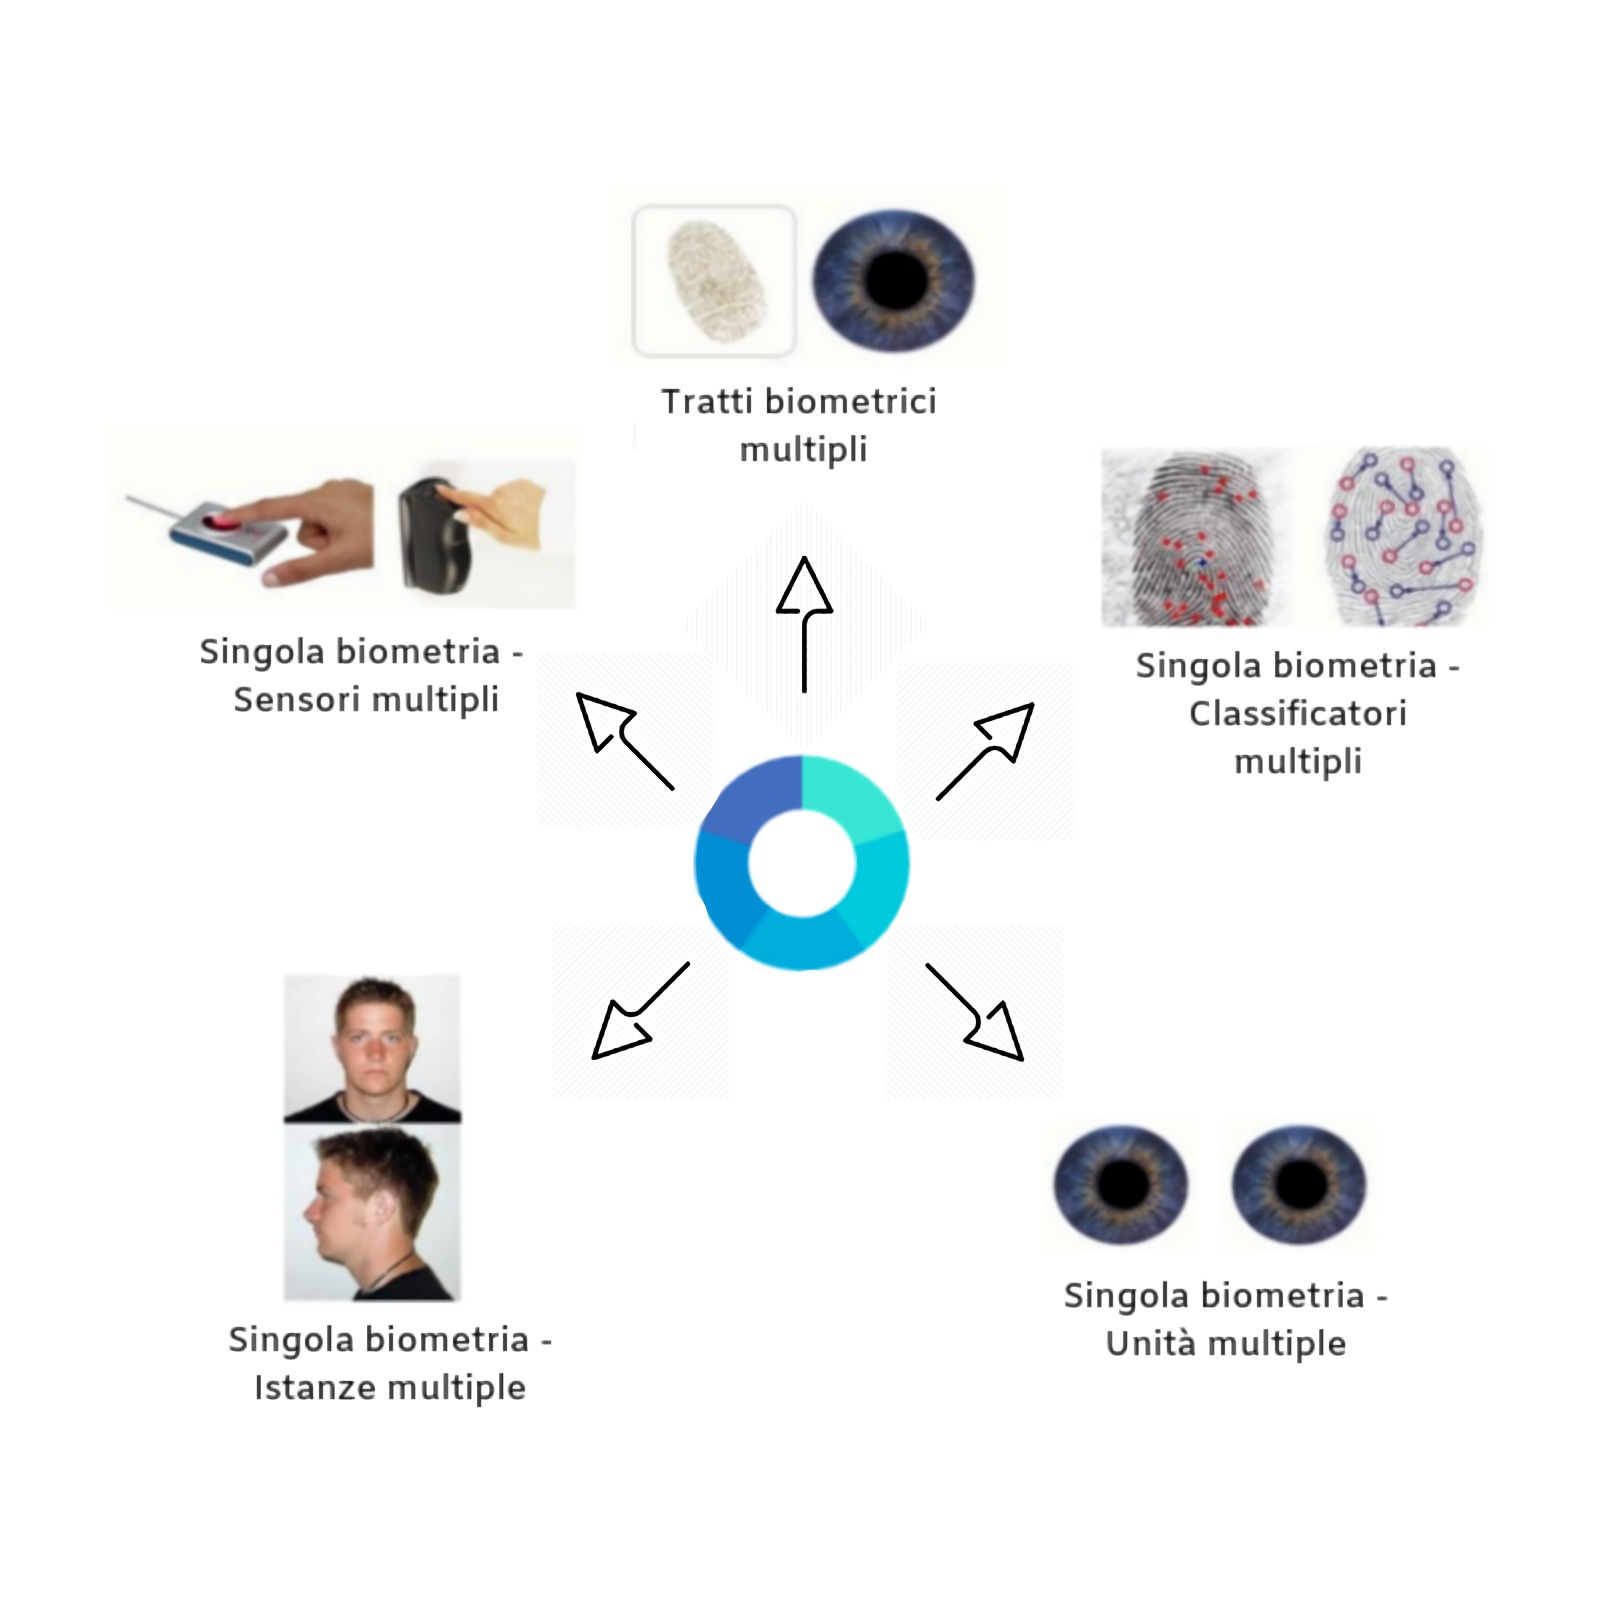 Tratti biometrici
multipli
Singola biometria -
Sensori multipli
Singola biometria -
Classificatori
multipli
Singola biometria -
Unità multiple
Singola biometria -
Istanze multiple